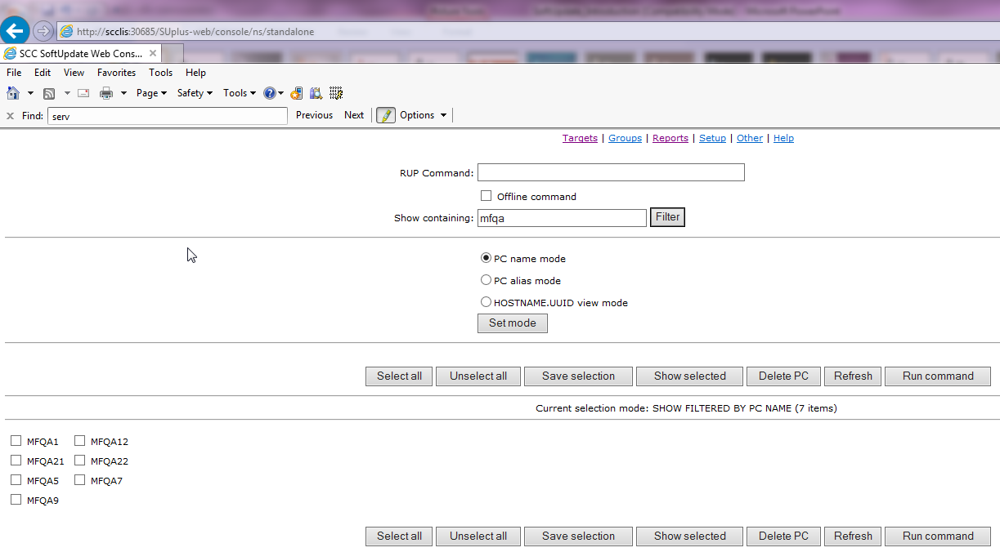 http://scclis:30685/SUplus-web/console/ns/standalone
SCC SoftUpdate Web Cons...
File Edit View Favorites Tools Help
Page Safety Tools
Find: serv Previous Next Options
Targets | Groups | Reports | Setup | Other | Help
RUP Command:
Offline command
Show containing: mfqa Filter
PC name mode
PC alias mode
HOSTNAME.UUID view mode
Set mode
Select all Unselect all Save selection Show selected Delete PC Refresh Run command
Current selection mode: SHOW FILTERED BY PC NAME (7 items)
MFQA1 MFQA12
MFQA21 MFQA22
MFQA5 MFQA7
MFQA9
Select all Unselect all Save selection Show selected Delete PC Refresh Run command